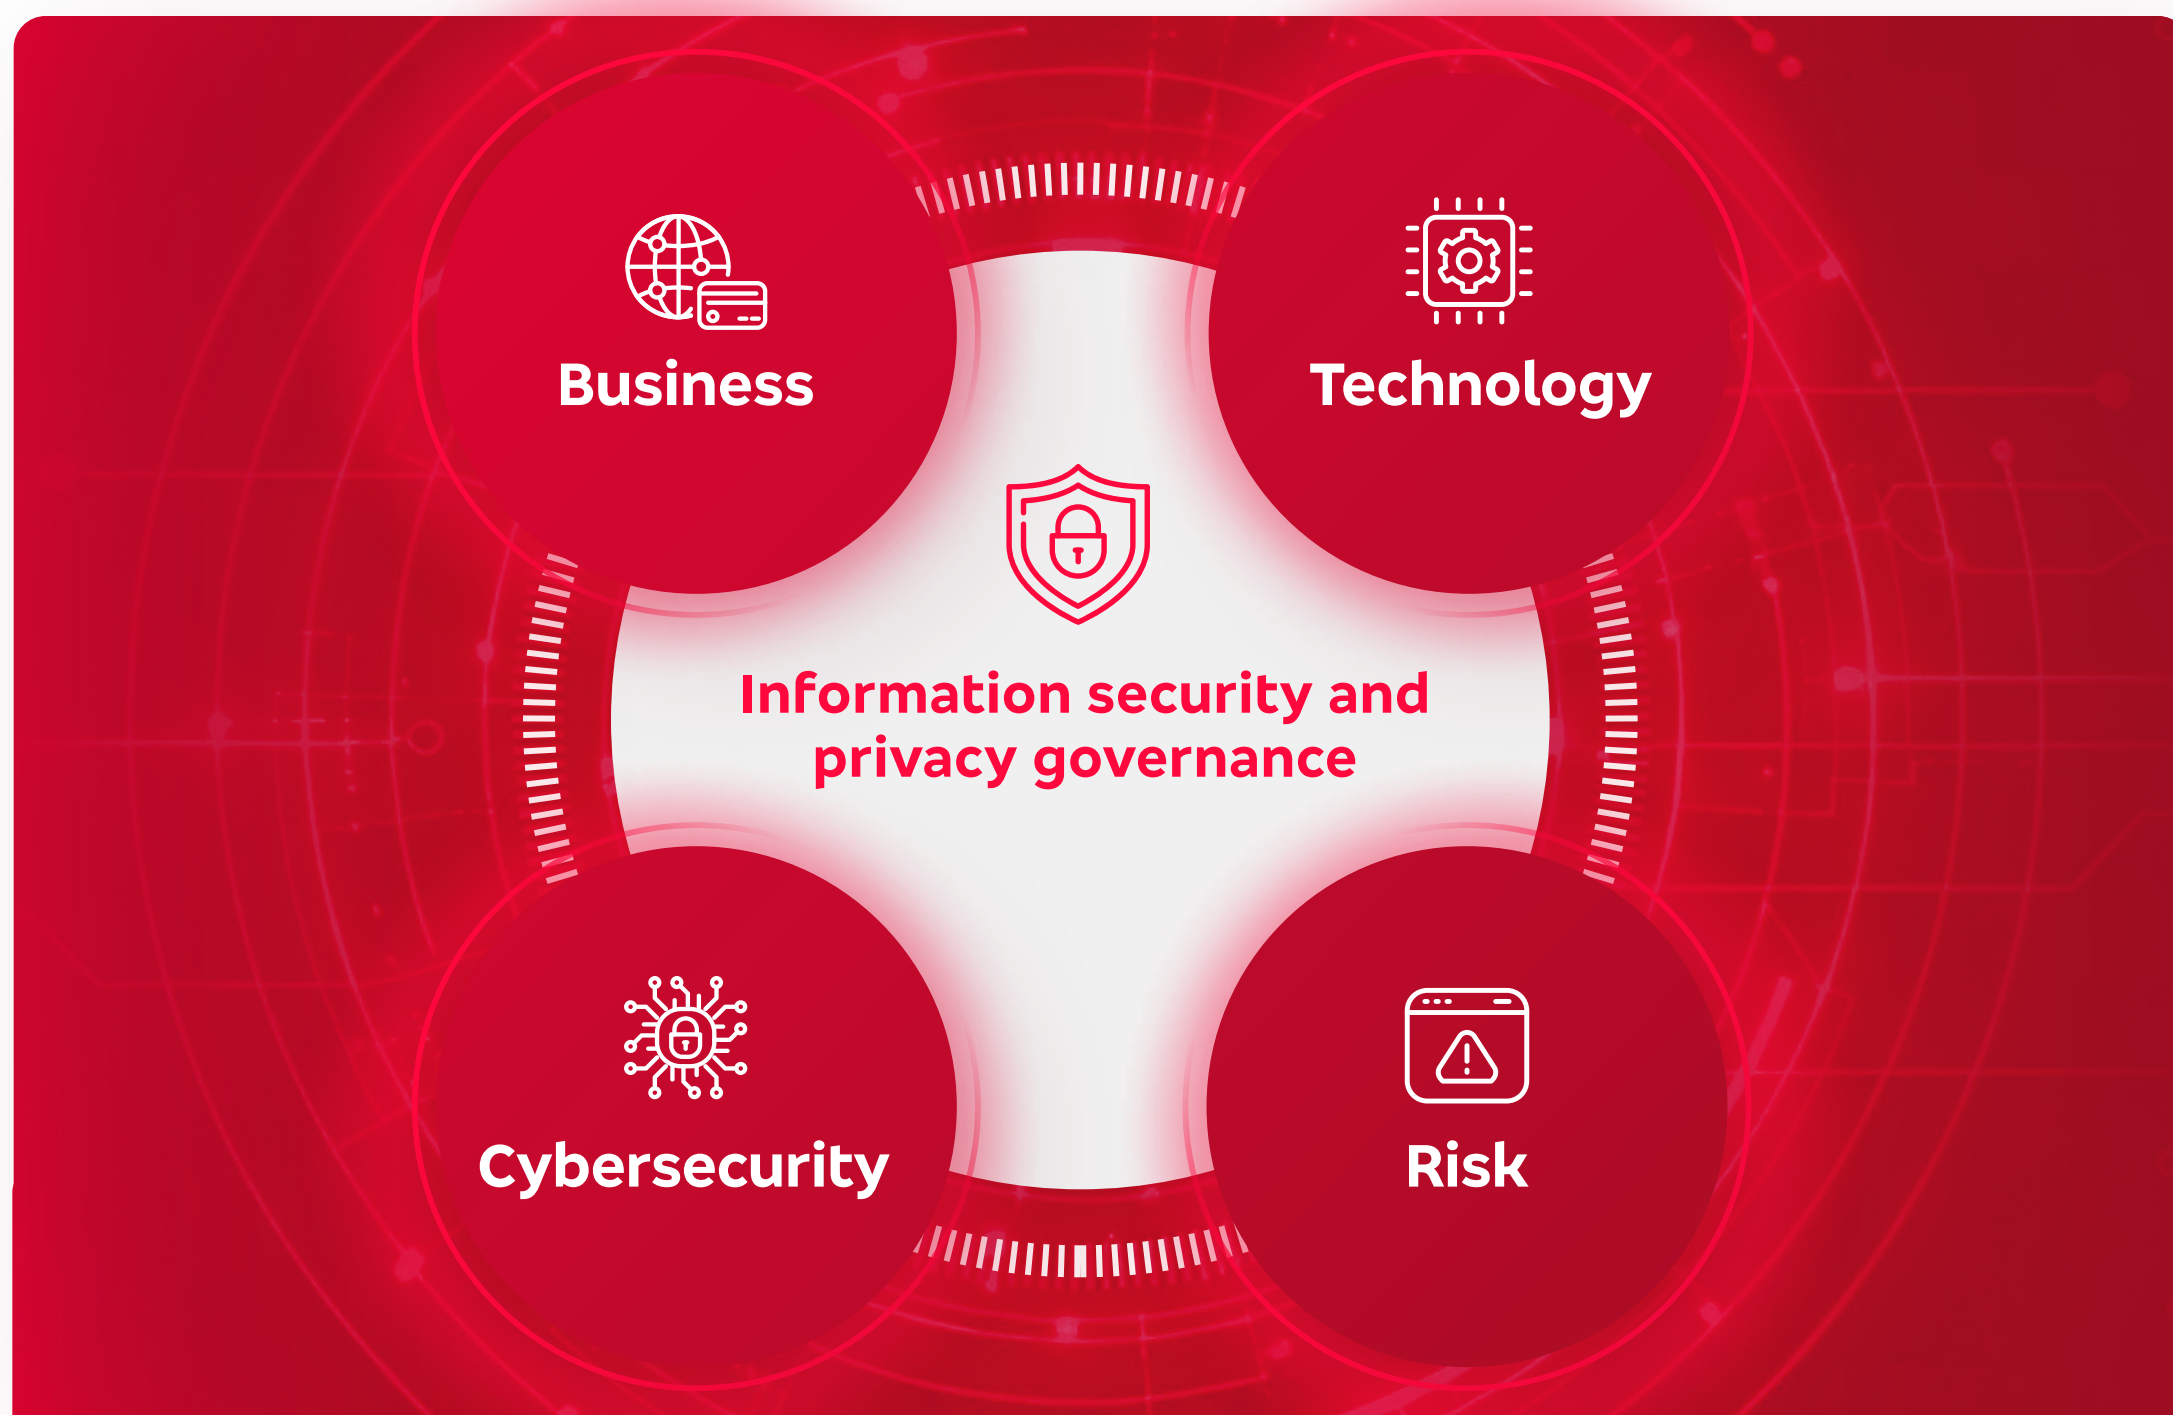 Business
Technology
Information security and
privacy governance
Cybersecurity
Risk